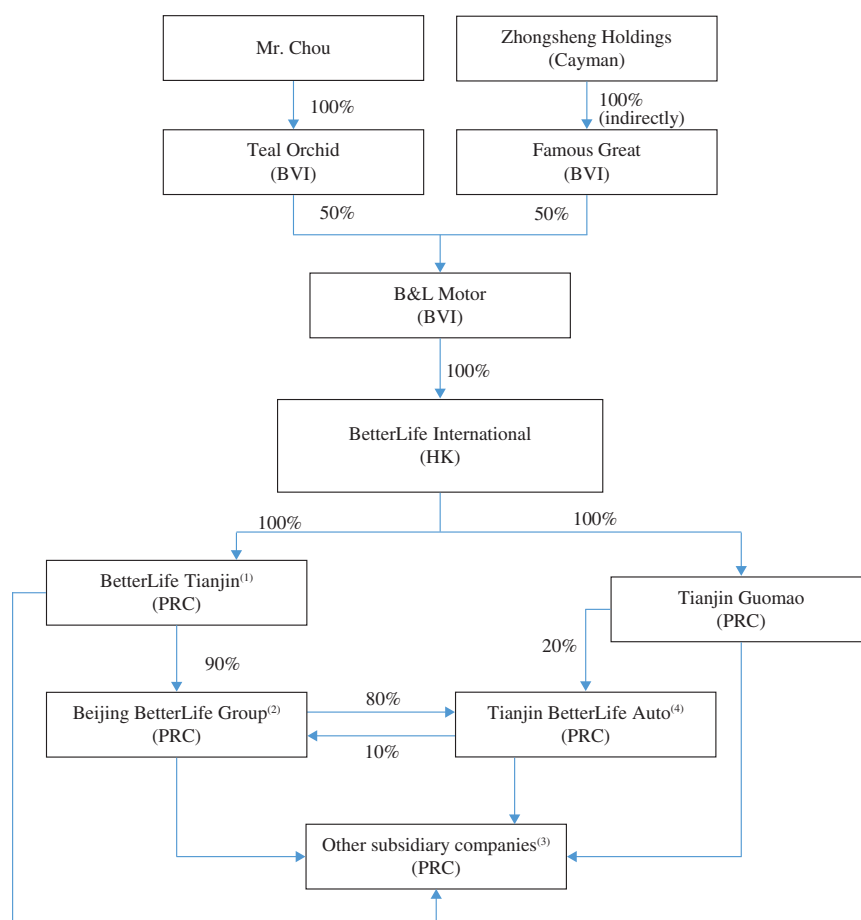 Mr. Chou
Zhongsheng Holdings
(Cayman)
100%
100%
(indirectly)
Teal Orchid
(BVI)
Famous Great
(BVI)
50%
50%
B&L Motor
(BVI)
100%
BetterLife International
(HK)
100%
100%
BetterLife Tianjin(1)
(PRC)
Tianjin Guomao
(PRC)
90%
20%
Beijing BetterLife Group(2)
(PRC)
80%
10%
Tianjin BetterLife Auto(4)
(PRC)
Other subsidiary companies(3)
(PRC)